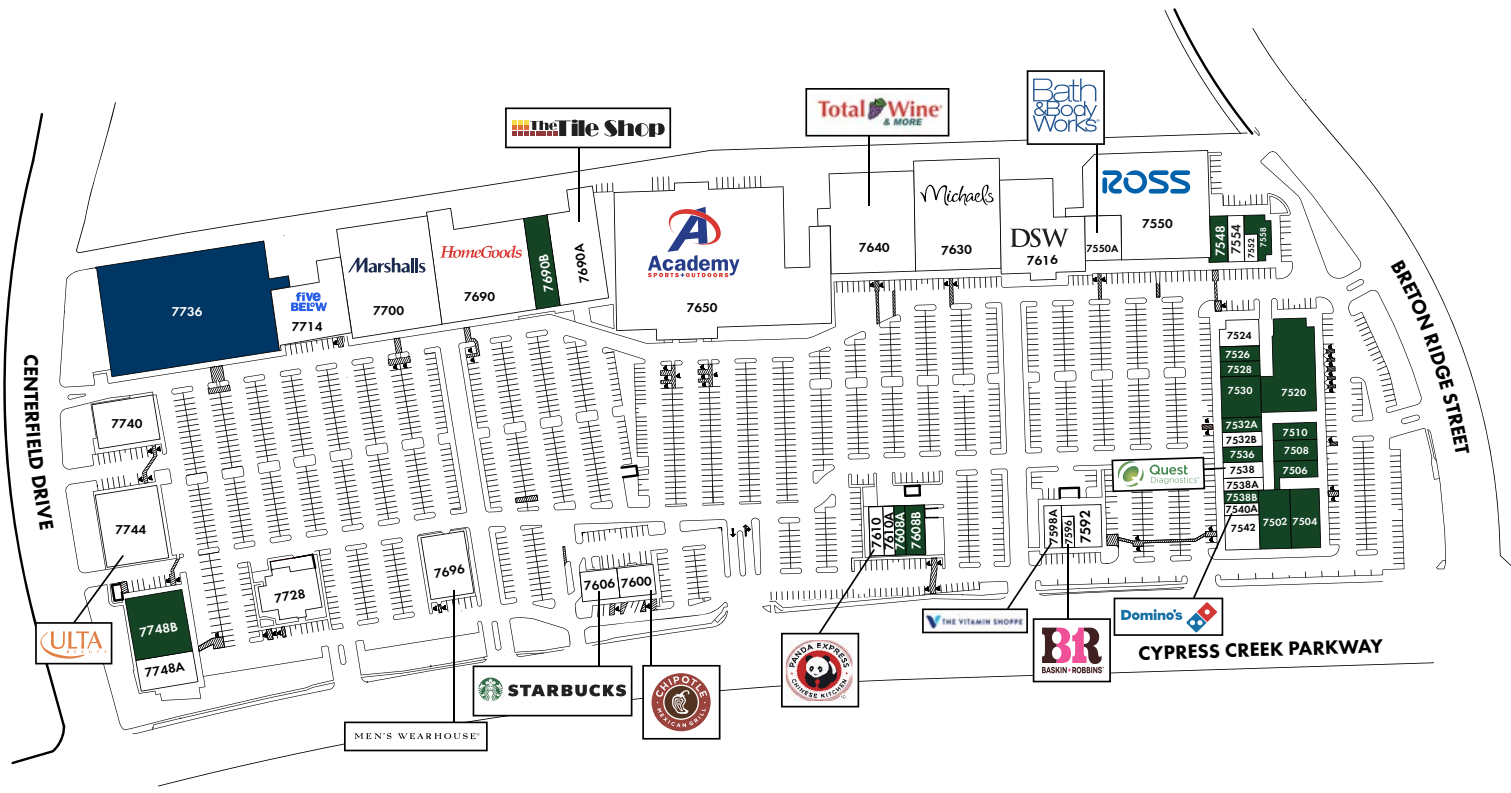 Bath
& Body
Works®
Total Wine®
& MORE
The Tile Shop
ROSS
7550
Michaels
7630
DSW
7616
7550A
7548
7554
7552
7558
7640
Academy
SPORTS+OUTDOORS
7650
7690A
7690B
HomeGoods
7690
Marshalls
7700
five
BELOW
7714
7736
CENTERFIELD DRIVE
BRETON RIDGE STREET
7740
7744
7748B
7748A
ULTA
BEAUTY
7728
7696
MEN'S WEARHOUSE®
7606
7600
STARBUCKS
CHIPOTLE
MEXICAN GRILL
7610
7610A
7608A
7608B
PANDA EXPRESS
CHINESE KITCHEN
7598A
7596
7592
THE VITAMIN SHOPPE
BR
BASKIN-ROBBINS
Quest
Diagnostics®
7524
7526
7528
7530
7520
7532A
7532B
7536
7538
7538A
7538B
7540A
7542
7510
7508
7506
7502
7504
Domino's
CYPRESS CREEK PARKWAY